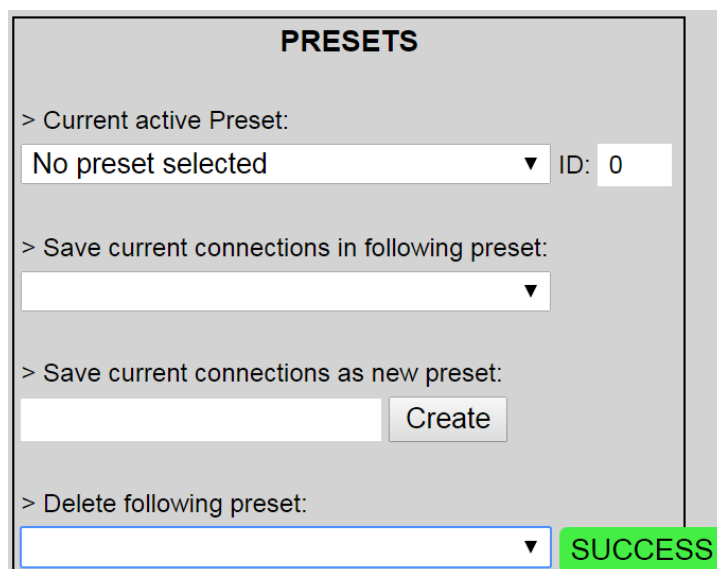 PRESETS
> Current active Preset:
No preset selected ▼ ID: 0
> Save current connections in following preset:
▼
> Save current connections as new preset:
Create
> Delete following preset:
▼ SUCCESS